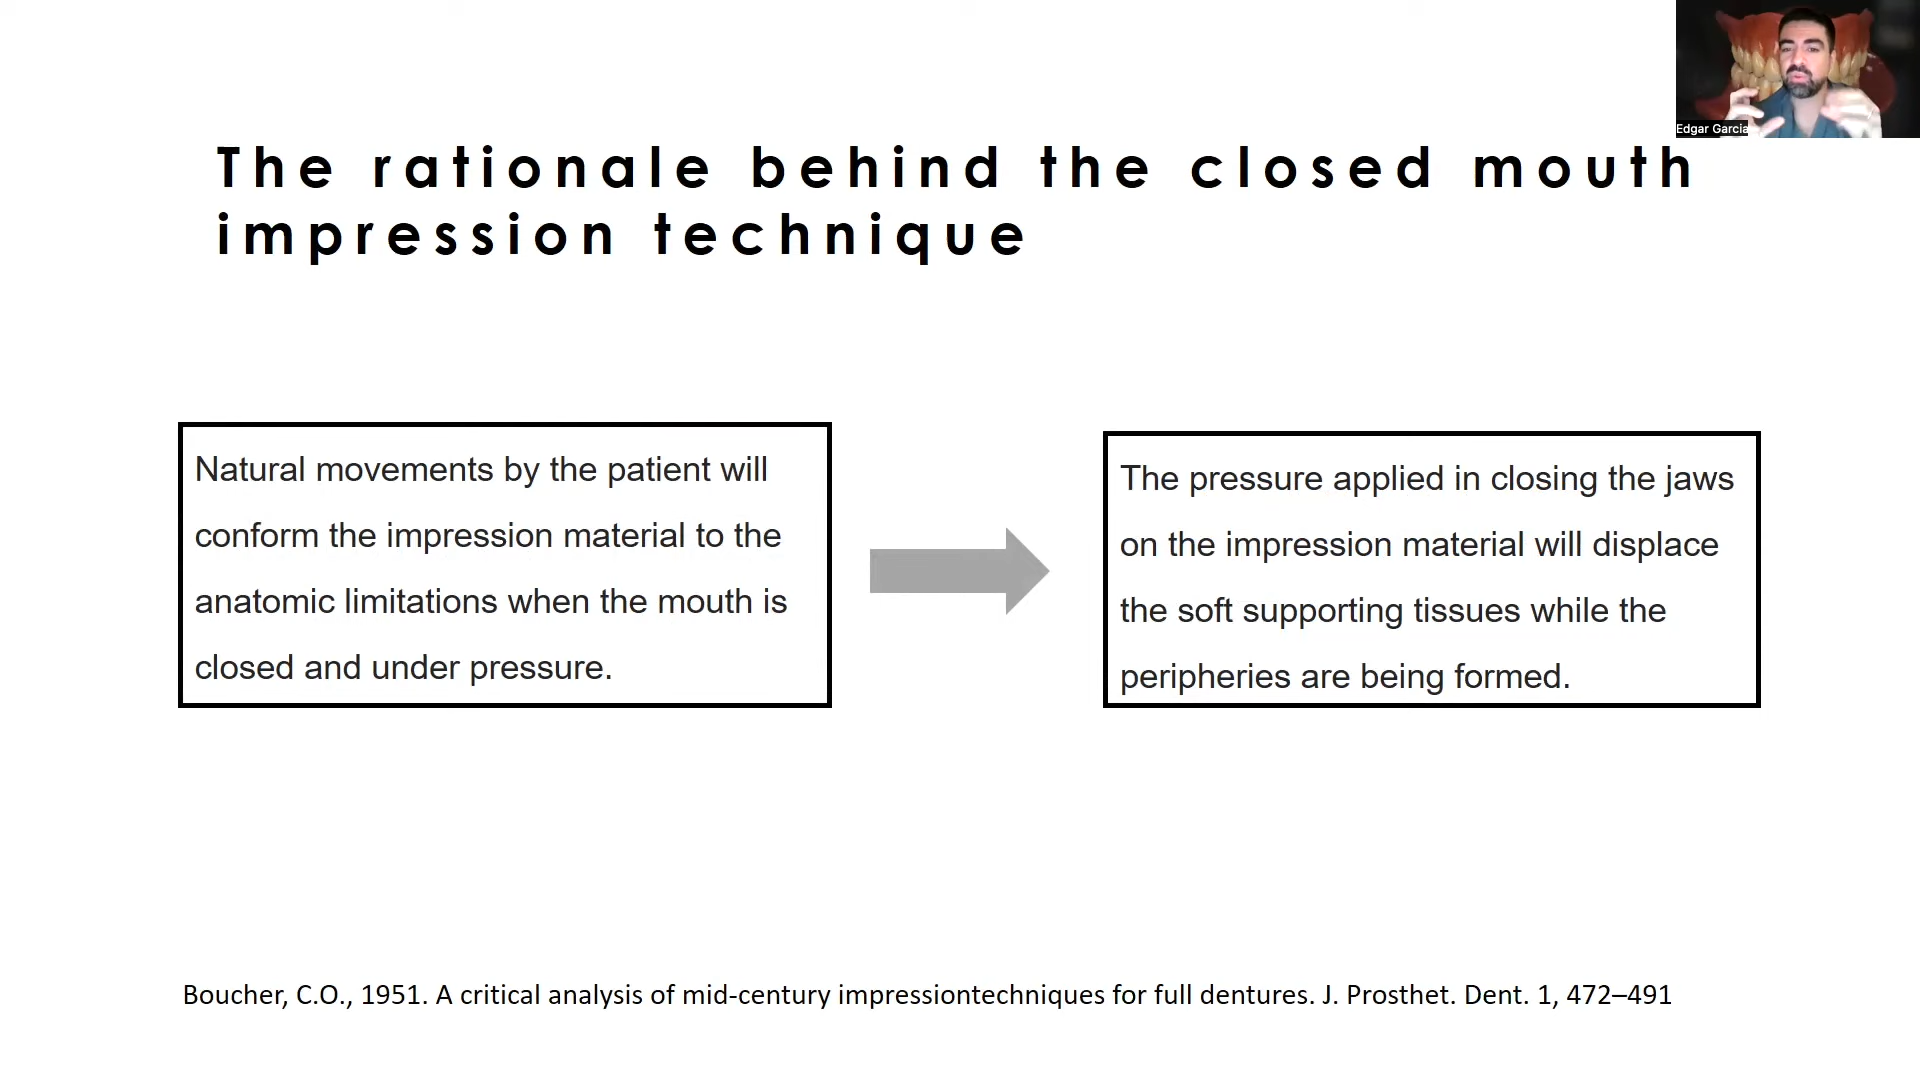 Edgar Garcia
The rationale behind the closed mouth
impression technique
Natural movements by the patient will
conform the impression material to the
anatomic limitations when the mouth is
closed and under pressure.
The pressure applied in closing the jaws
on the impression material will displace
the soft supporting tissues while the
peripheries are being formed.
Boucher, C.O., 1951. A critical analysis of mid-century impressiontechniques for full dentures. J. Prosthet. Dent. 1, 472–491